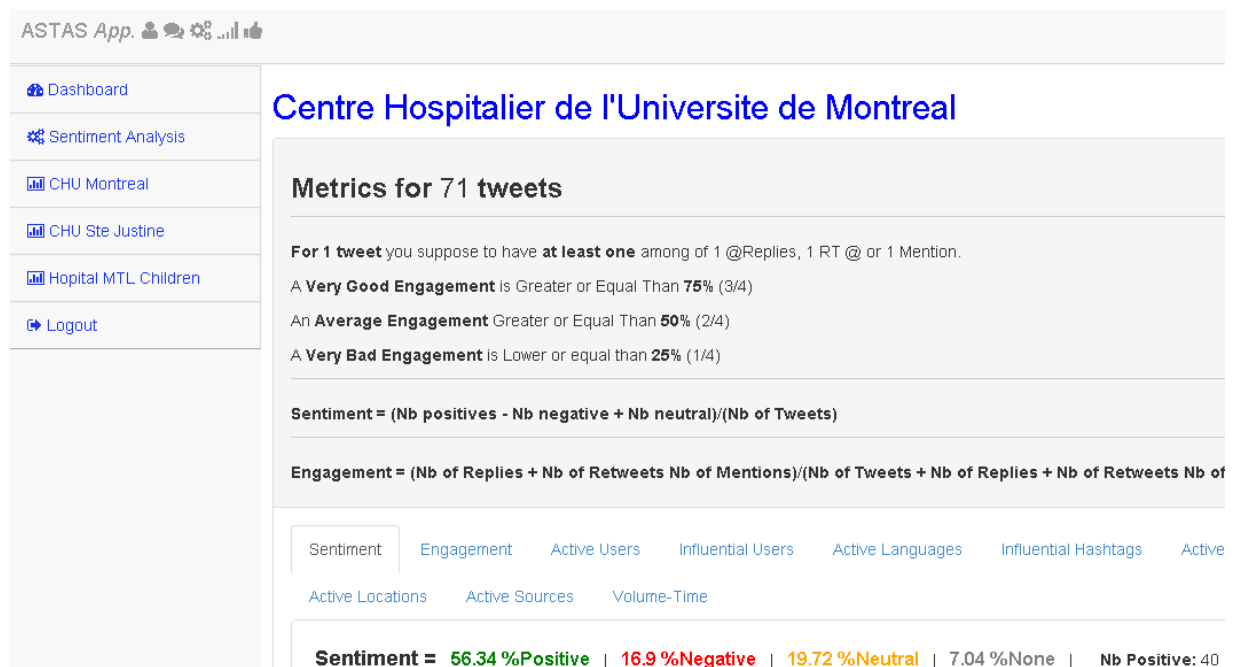 ASTAS App.
Dashboard
Sentiment Analysis
CHU Montreal
CHU Ste Justine
Hopital MTL Children
Logout
Centre Hospitalier de l'Universite de Montreal
Metrics for 71 tweets
For 1 tweet you suppose to have at least one among of 1 @Replies, 1 RT @ or 1 Mention.
A Very Good Engagement is Greater or Equal Than 75% (3/4)
An Average Engagement Greater or Equal Than 50% (2/4)
A Very Bad Engagement is Lower or equal than 25% (1/4)
Sentiment = (Nb positives - Nb negative + Nb neutral)/(Nb of Tweets)
Engagement = (Nb of Replies + Nb of Retweets Nb of Mentions)/(Nb of Tweets + Nb of Replies + Nb of Retweets Nb of
Sentiment Engagement Active Users Influential Users Active Languages Influential Hashtags Active
Active Locations Active Sources Volume-Time
Sentiment = 56.34 %Positive | 16.9 %Negative | 19.72 %Neutral | 7.04 %None | Nb Positive: 40